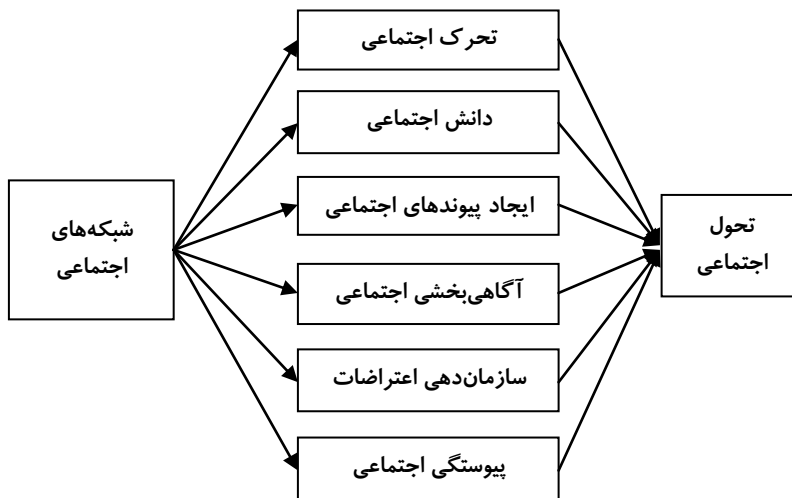 تحرک اجتماعی
دانش اجتماعی
ایجاد پیوندهای اجتماعی
آگاهی‌بخشی اجتماعی
سازمان‌دهی اعتراضات
پیوستگی اجتماعی
شبکه‌های
اجتماعی
تحول
اجتماعی